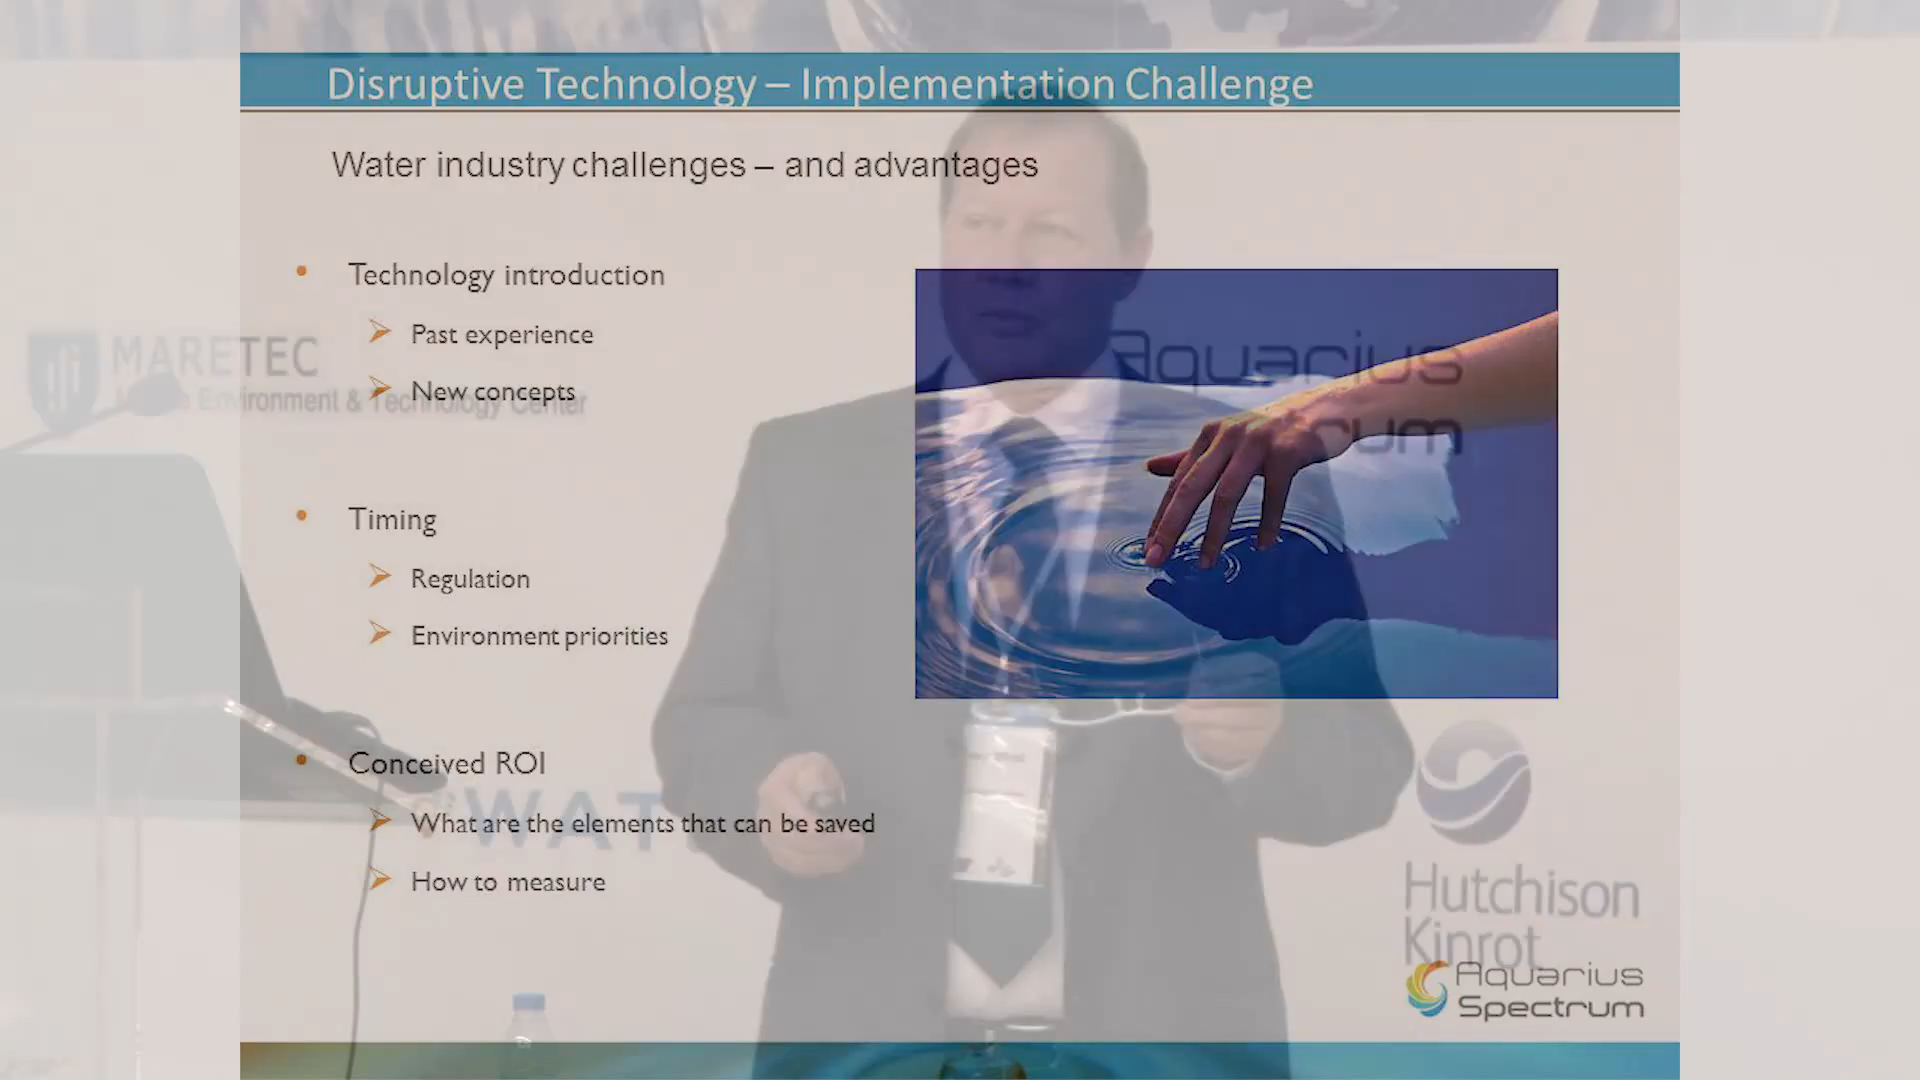 Disruptive Technology – Implementation Challenge
Water industry challenges – and advantages
Technology introduction
Past experience
New concepts
Timing
Regulation
Environment priorities
Conceived ROI
What are the elements that can be saved
How to measure
Aquarius
Spectrum
MARETEC
Environment & Technology Center
Aquarius
rum
WAT
Hutchison
Kinrot